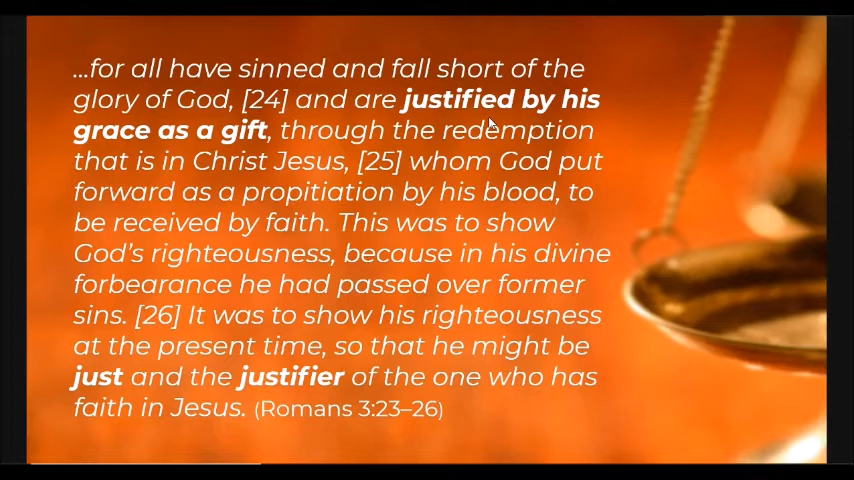 ...for all have sinned and fall short of the
glory of God, [24] and are justified by his
grace as a gift, through the redemption
that is in Christ Jesus, [25] whom God put
forward as a propitiation by his blood, to
be received by faith. This was to show
God’s righteousness, because in his divine
forbearance he had passed over former
sins. [26] It was to show his righteousness
at the present time, so that he might be
just and the justifier of the one who has
faith in Jesus. (Romans 3:23–26)